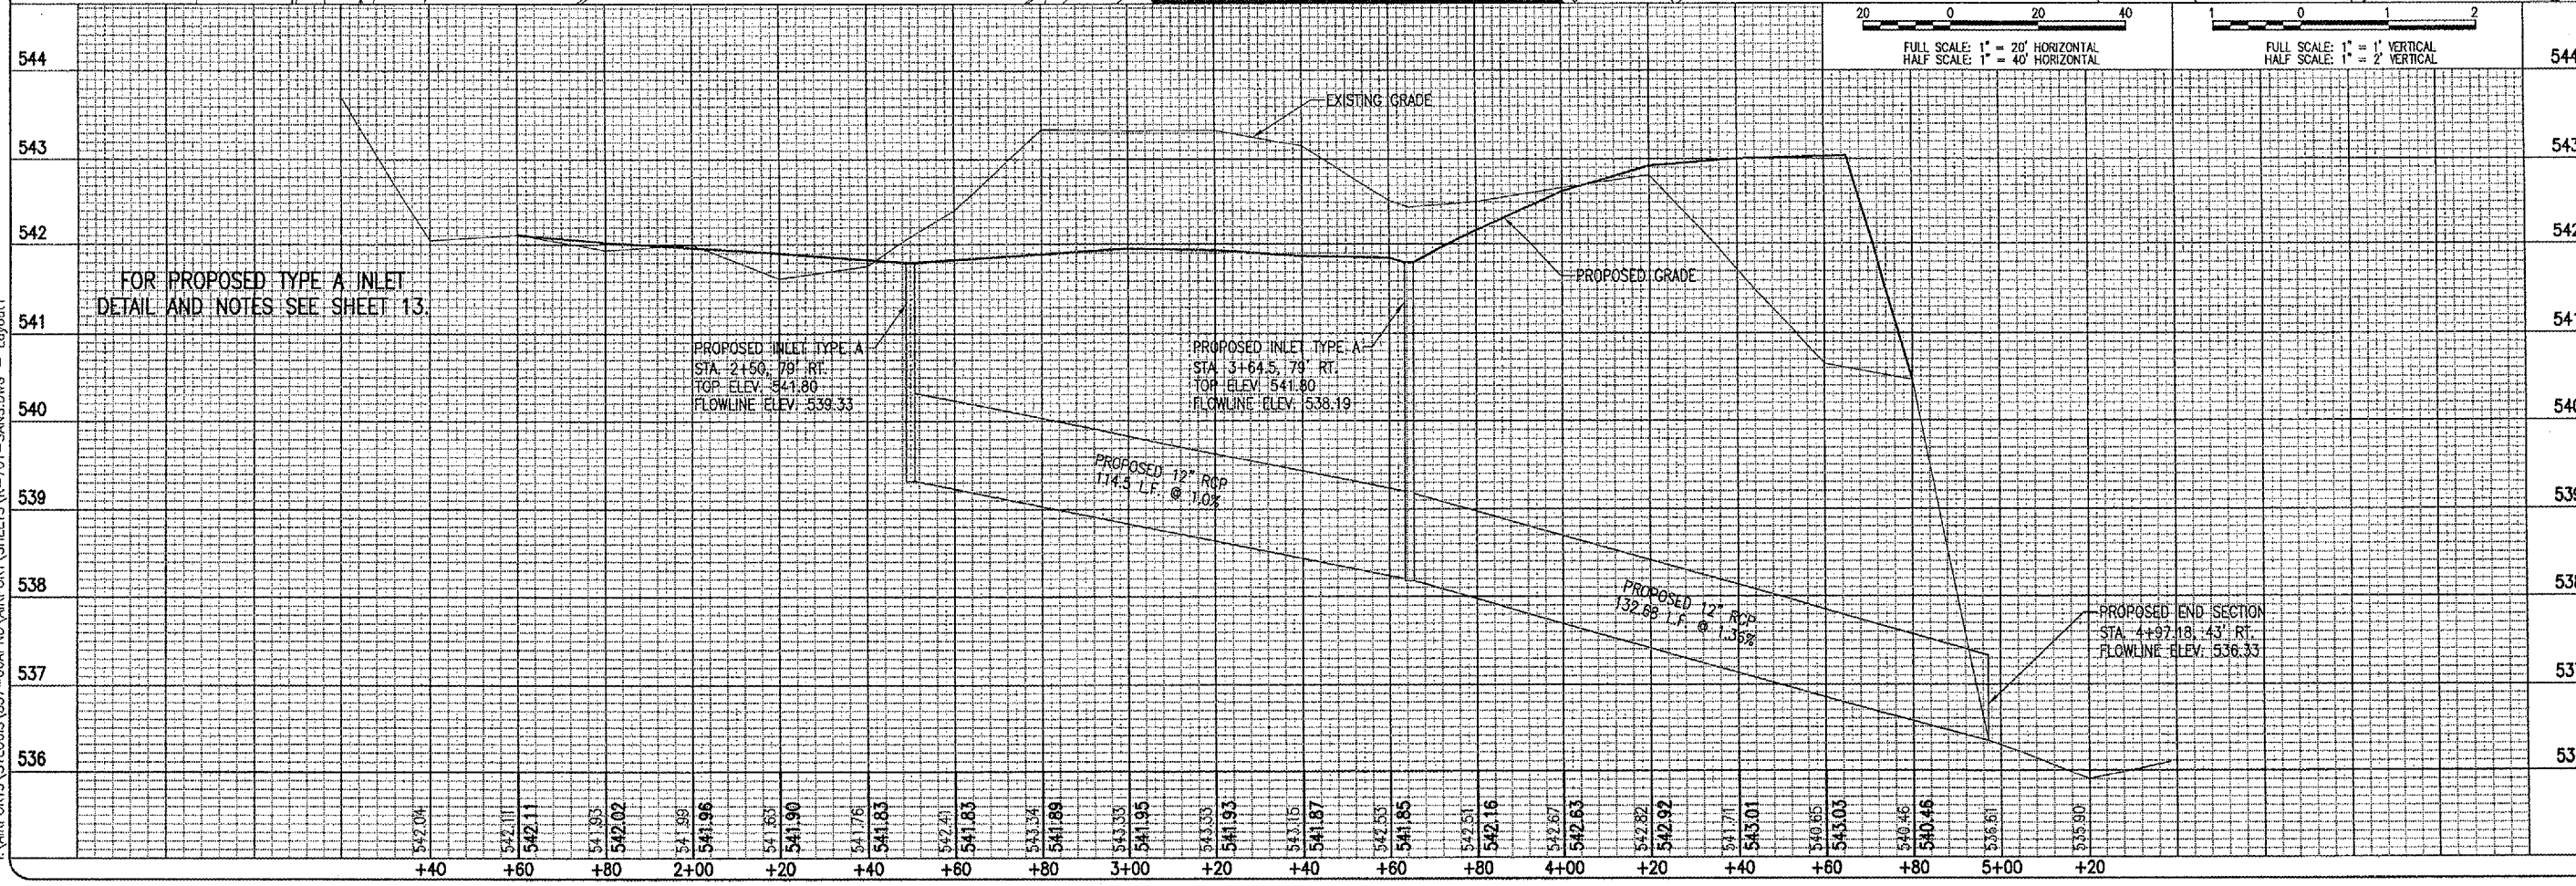 20 0 20 40
FULL SCALE: 1" = 20' HORIZONTAL
HALF SCALE: 1" = 40' HORIZONTAL
1 0 1 2
FULL SCALE: 1" = 1' VERTICAL
HALF SCALE: 1" = 2' VERTICAL
544
543
542
541
540
539
538
537
536
EXISTING GRADE
FOR PROPOSED TYPE A INLET
DETAIL AND NOTES SEE SHEET 13.
PROPOSED GRADE
PROPOSED INLET TYPE A
STA. 2+50, 79' RT.
TOP ELEV: 541.80
FLOWLINE ELEV: 539.33
PROPOSED INLET TYPE A
STA. 3+64.5, 79' RT.
TOP ELEV: 541.80
FLOWLINE ELEV: 538.19
PROPOSED 12" RCP
114.5 L.F. @ 1.0%
PROPOSED 12" RCP
132.68 L.F. @ 1.35%
PROPOSED END SECTION
STA. 4+97.18, 43' RT.
FLOWLINE ELEV: 536.33
542.04
542.11 542.11
541.93 542.02
541.99 541.96
541.63 541.90
541.76 541.83
542.41 541.83
543.34 541.89
543.33 541.95
543.33 541.93
543.15 541.87
542.53 541.85
542.51 542.16
542.67 542.63
542.82 542.92
541.71 543.01
540.65 543.03
540.46 540.46
536.61
535.90
+40 +60 +80 2+00 +20 +40 +60 +80 3+00 +20 +40 +60 +80 4+00 +20 +40 +60 +80 5+00 +20